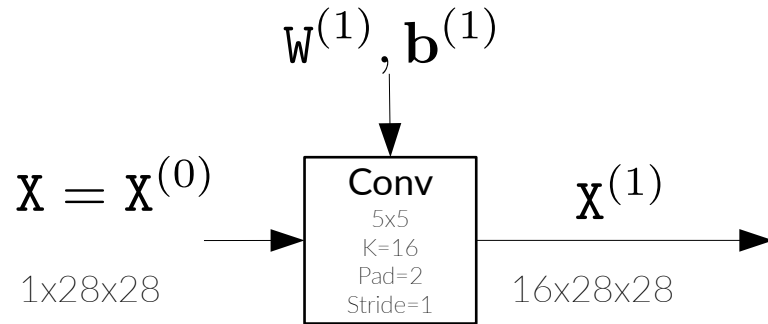 W^(1), b^(1)
X = X^(0)
Conv
5x5
K=16
Pad=2
Stride=1
X^(1)
1x28x28
16x28x28